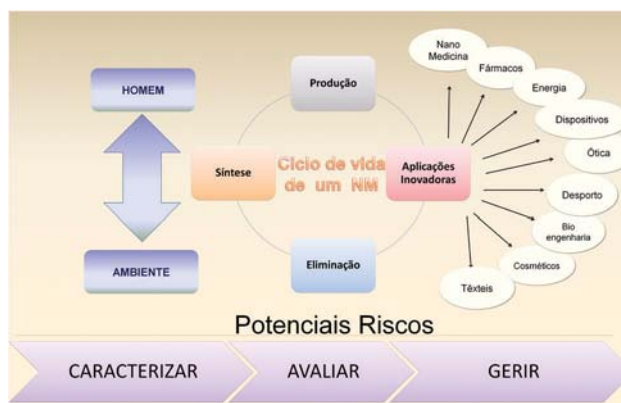 HOMEM
AMBIENTE
Produção
Síntese
Ciclo de vida
de um NM
Aplicações
Inovadoras
Eliminação
Nano
Medicina
Fármacos
Energia
Dispositivos
Ótica
Desporto
Bio
engenharia
Cosméticos
Têxteis
Potenciais Riscos
CARACTERIZAR
AVALIAR
GERIR